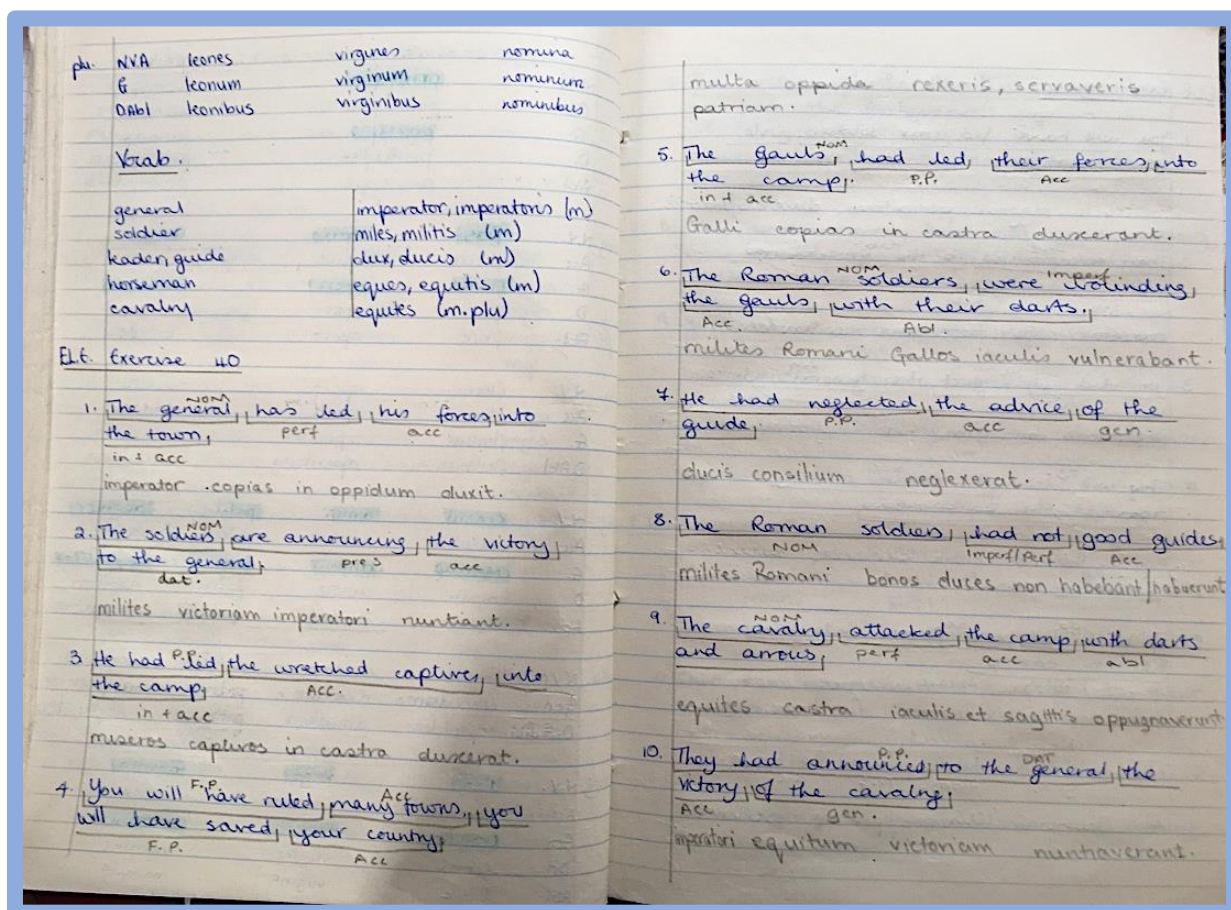 plu. NVA leones virgines nomina
G leonum virginum nominum
DAbl leonibus virginibus nominibus
Vocab.
general imperator, imperatoris (m)
soldier miles, militis (m)
leader, guide dux, ducis (m)
horseman eques, equitis (m)
cavalry equites (m. plu)
Exercise 40
NOM
1. The general, has led, his forces, into
the town, perf acc
in + acc
imperator copias in oppidum duxit.
NOM
2. The soldiers, are announcing, the victory
to the general, pres acc
dat.
milites victoriam imperatori nuntiant.
P.P.
3 He had led, the wretched captives, into
the camp, Acc.
in + acc
miseros captivos in castra duxerat.
F.P. Acc
4. You will have ruled, many towns, you
will have saved, your country,
F.P. Acc
multa oppida rexeris, servaveris
patriam.
NOM
5. The Gauls, had led, their forces, into
the camp. P.P. Acc
in + acc
Galli copias in castra duxerant.
NOM imperf
6. The Roman soldiers, were wounding,
the gauls, with their darts.
Acc. Abl.
milites Romani Gallos iaculis vulnerabant.
7. He had neglected, the advice, of the
guide, P.P. acc gen.
ducis consilium neglexerat.
8. The Roman soldiers, had not, good guides,
NOM imperf/perf Acc
milites Romani bonos duces non habebant/habuerunt
NOM
9. The cavalry, attacked, the camp, with darts
and arrows, perf acc abl
equites castra iaculis et sagittis oppugnaverunt
P.P. DAT
10. They had announced, to the general, the
victory, of the cavalry,
Acc gen.
imperatori equitum victoriam nuntiaverant.